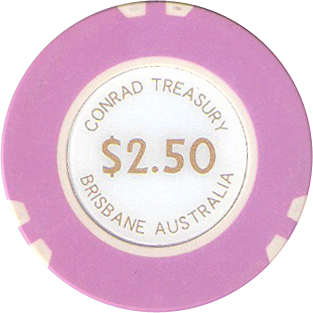 CONRAD TREASURY
$2.50
BRISBANE AUSTRALIA